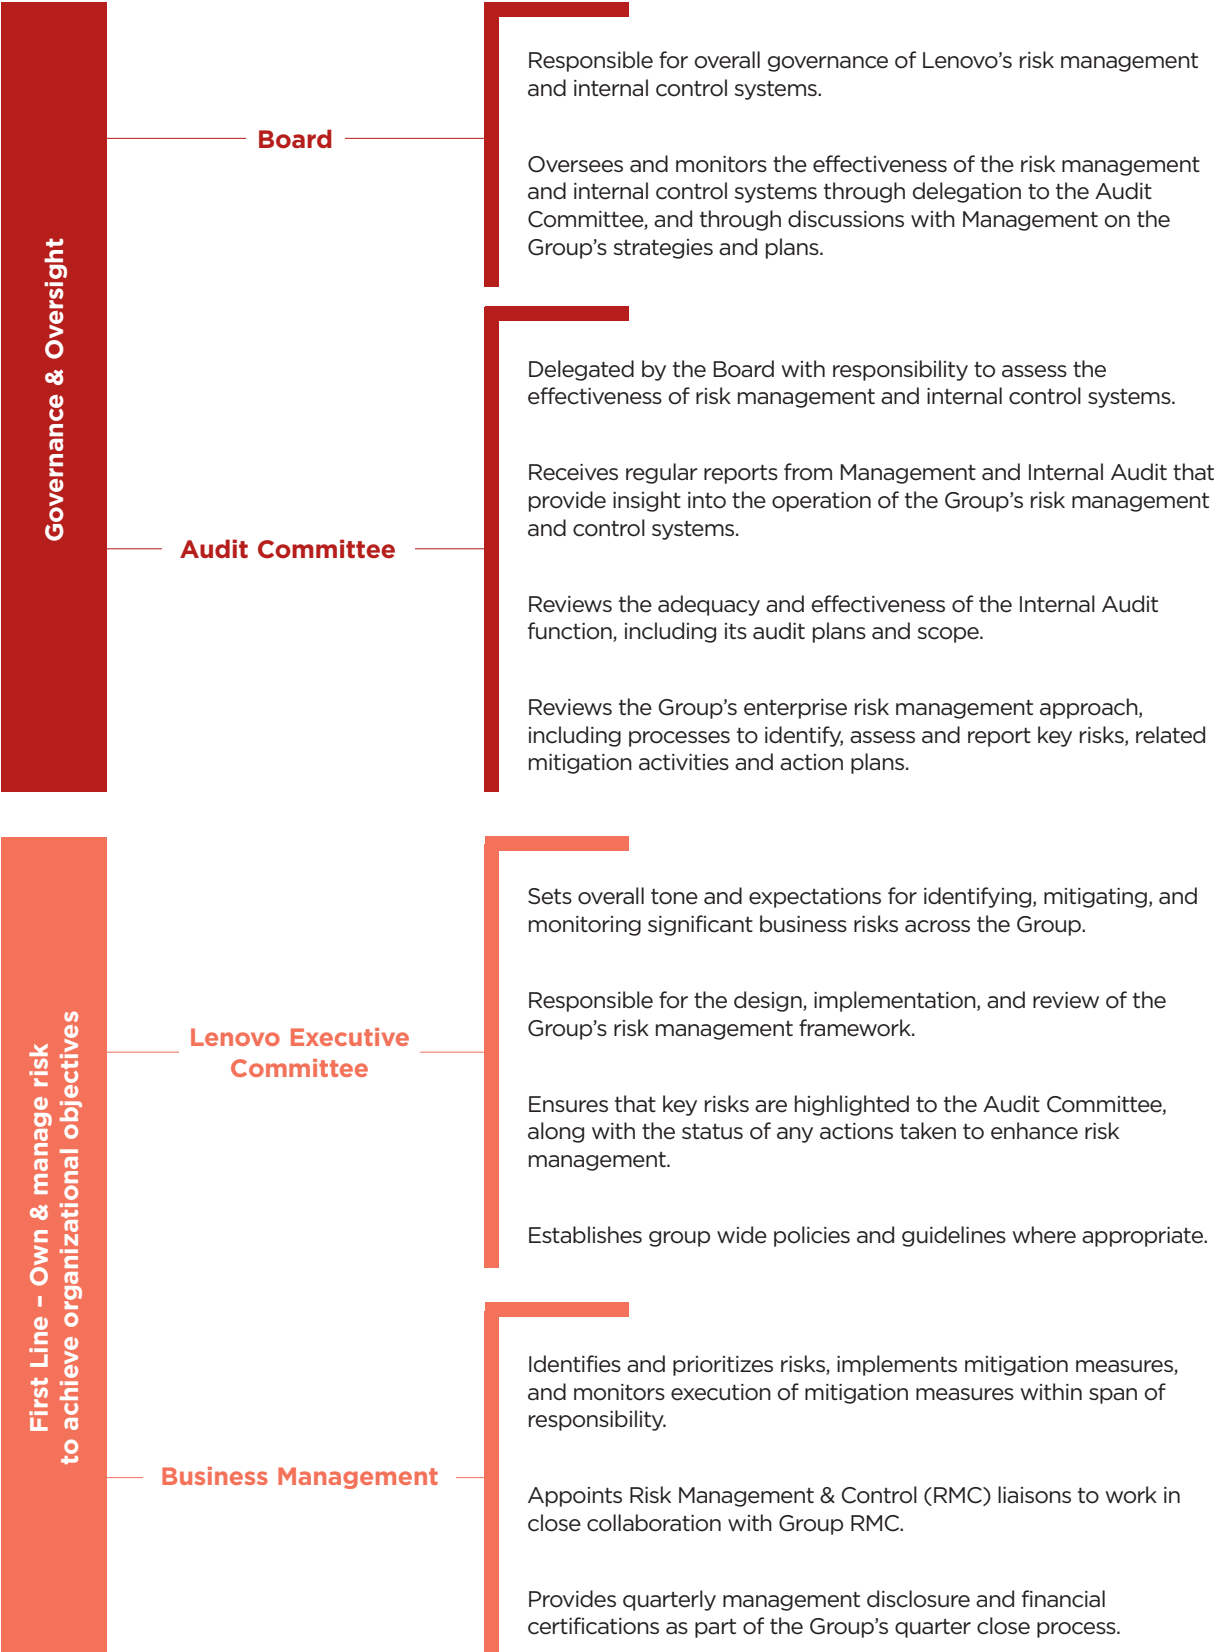 Governance & Oversight
Board
Responsible for overall governance of Lenovo’s risk management
and internal control systems.
Oversees and monitors the effectiveness of the risk management
and internal control systems through delegation to the Audit
Committee, and through discussions with Management on the
Group’s strategies and plans.
Audit Committee
Delegated by the Board with responsibility to assess the
effectiveness of risk management and internal control systems.
Receives regular reports from Management and Internal Audit that
provide insight into the operation of the Group’s risk management
and control systems.
Reviews the adequacy and effectiveness of the Internal Audit
function, including its audit plans and scope.
Reviews the Group’s enterprise risk management approach,
including processes to identify, assess and report key risks, related
mitigation activities and action plans.
First Line – Own & manage risk
to achieve organizational objectives
Lenovo Executive
Committee
Sets overall tone and expectations for identifying, mitigating, and
monitoring significant business risks across the Group.
Responsible for the design, implementation, and review of the
Group’s risk management framework.
Ensures that key risks are highlighted to the Audit Committee,
along with the status of any actions taken to enhance risk
management.
Establishes group wide policies and guidelines where appropriate.
Business Management
Identifies and prioritizes risks, implements mitigation measures,
and monitors execution of mitigation measures within span of
responsibility.
Appoints Risk Management & Control (RMC) liaisons to work in
close collaboration with Group RMC.
Provides quarterly management disclosure and financial
certifications as part of the Group’s quarter close process.